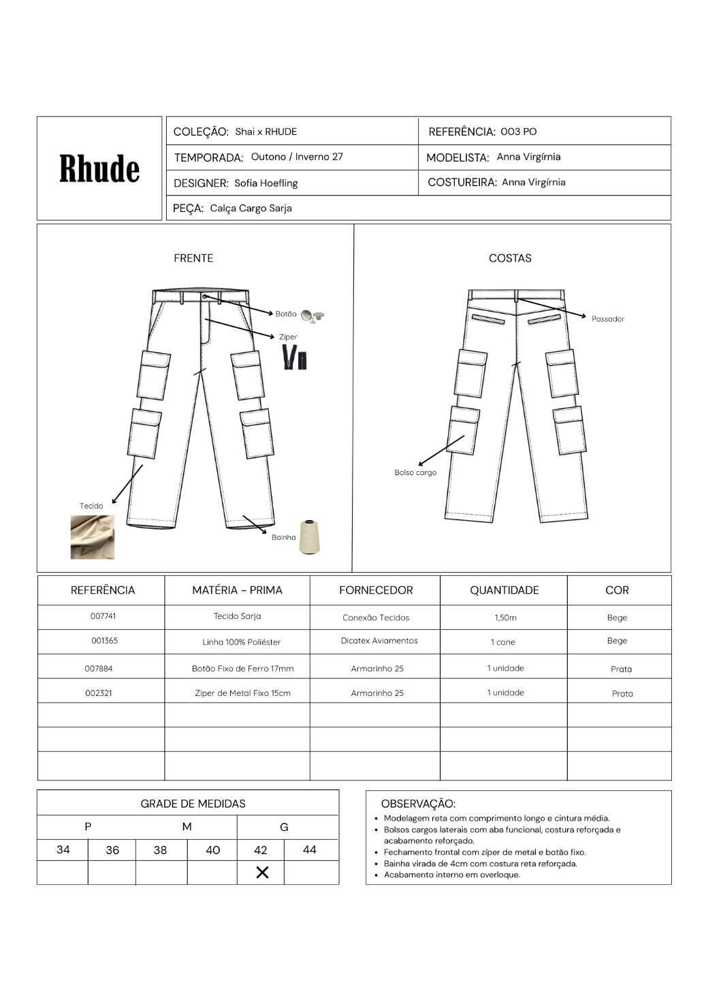 Rhude
COLEÇÃO: Shai x RHUDE
REFERÊNCIA: 003 PO
TEMPORADA: Outono / Inverno 27
MODELISTA: Anna Virgírnia
DESIGNER: Sofia Hoefling
COSTUREIRA: Anna Virgírnia
PEÇA: Calça Cargo Sarja
FRENTE
Botão
Zíper
Tecido
Bainha
COSTAS
Passador
Bolso cargo
REFERÊNCIA MATÉRIA - PRIMA FORNECEDOR QUANTIDADE COR
007741 Tecido Sarja Conexão Tecidos 1,50m Bege
001365 Linha 100% Poliéster Dicatex Aviamentos 1 cone Bege
007884 Botão Fixo de Ferro 17mm Armarinho 25 1 unidade Prata
002321 Zíper de Metal Fixo 15cm Armarinho 25 1 unidade Prata
GRADE DE MEDIDAS
P M G
34 36 38 40 42 44
OBSERVAÇÃO:
• Modelagem reta com comprimento longo e cintura média.
• Bolsos cargos laterais com aba funcional, costura reforçada e
acabamento reforçado.
• Fechamento frontal com zíper de metal e botão fixo.
• Bainha virada de 4cm com costura reta reforçada.
• Acabamento interno em overloque.